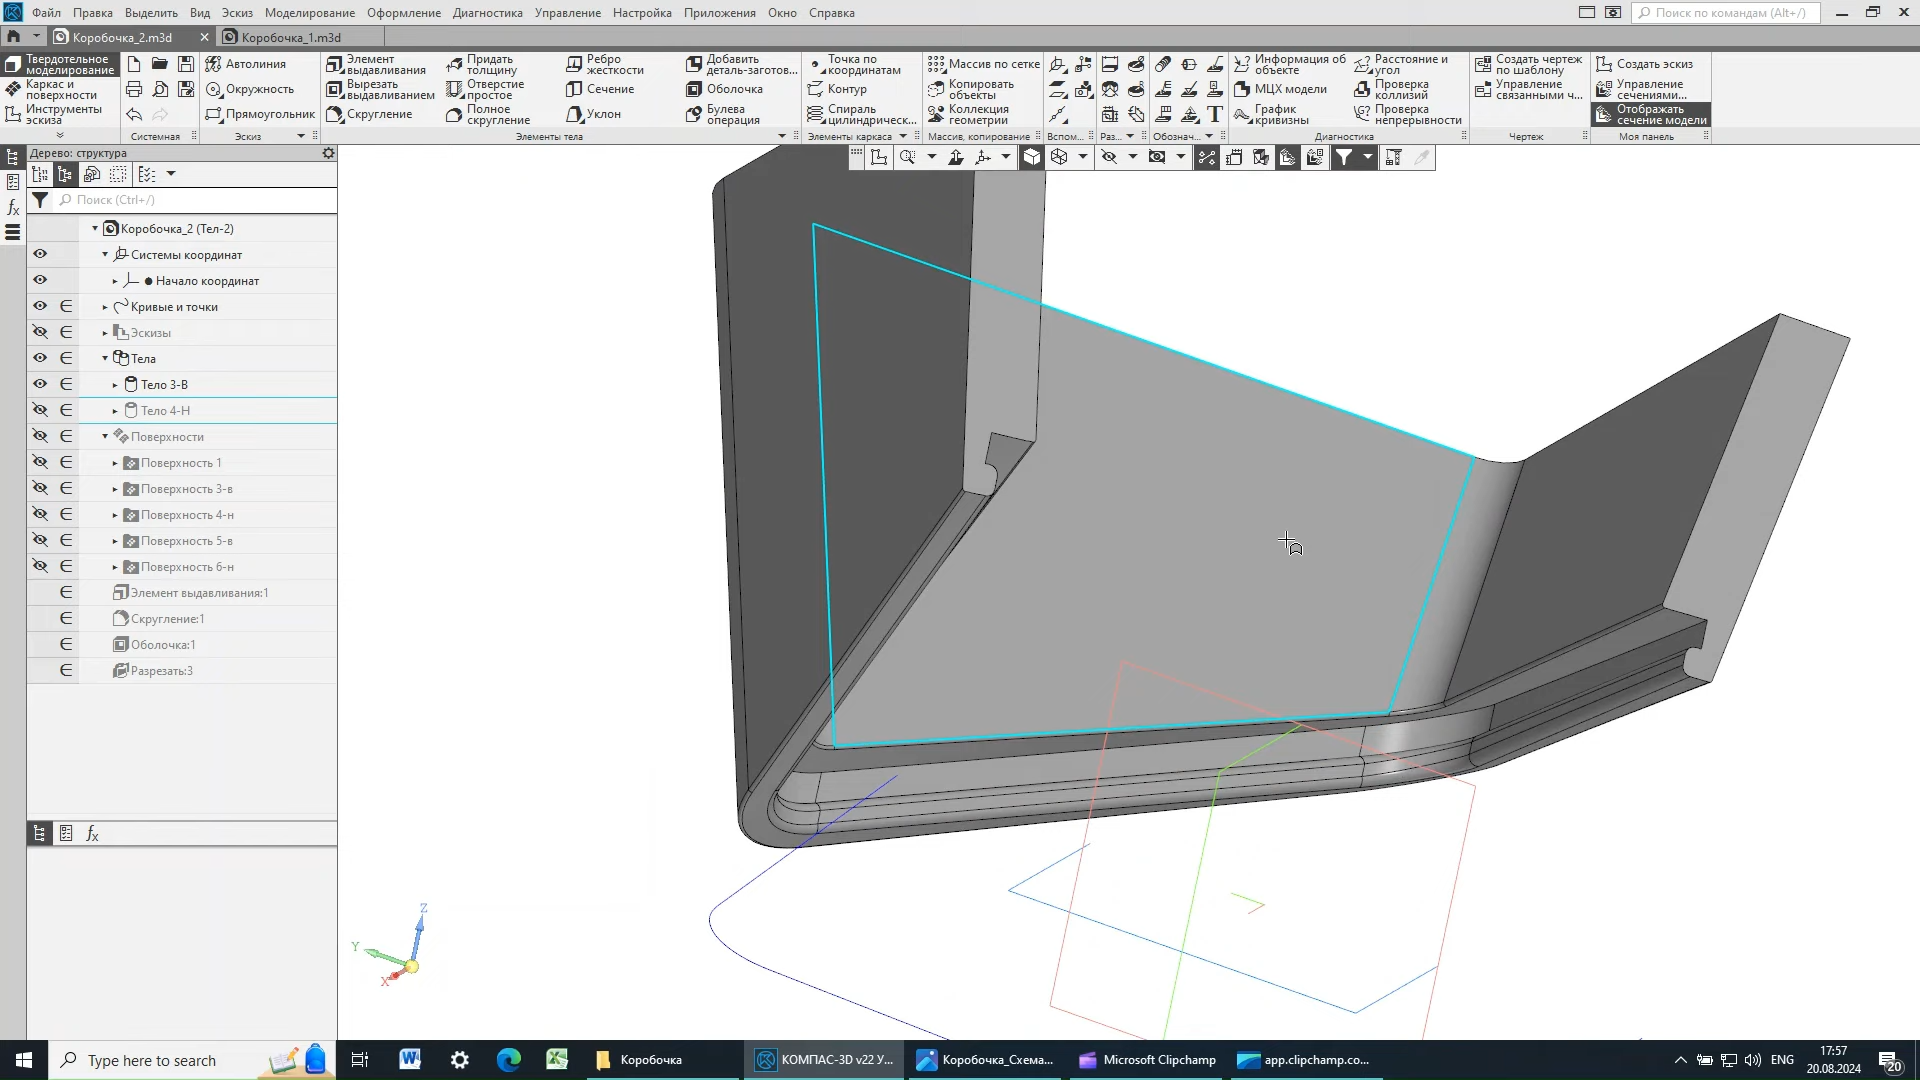 Файл Правка Выделить Вид Эскиз Моделирование Оформление Диагностика Управление Настройка Приложения Окно Справка
Поиск по командам (Alt+/)
Коробочка_2.m3d
Коробочка_1.m3d
Твердотельное моделирование
Каркас и поверхности
Инструменты эскиза
Системная
Автолиния
Окружность
Прямоугольник
Эскиз
Элемент выдавливания
Вырезать выдавливанием
Скругление
Придать толщину
Отверстие простое
Полное скругление
Ребро жесткости
Сечение
Уклон
Добавить деталь-заготов...
Оболочка
Булева операция
Элементы тела
Точка по координатам
Контур
Спираль цилиндрическ...
Элементы каркаса
Массив по сетке
Копировать объекты
Коллекция геометрии
Массив, копирование
Вспом...
Раз...
Обознач...
Информация об объекте
МЦХ модели
График кривизны
Расстояние и угол
Проверка коллизий
Проверка непрерывности
Диагностика
Создать чертеж по шаблону
Управление связанными ч...
Чертеж
Создать эскиз
Управление сечениями...
Отображать сечение модели
Моя панель
Дерево: структура
Поиск (Ctrl+/)
Коробочка_2 (Тел-2)
Системы координат
Начало координат
Кривые и точки
Эскизы
Тела
Тело 3-В
Тело 4-Н
Поверхности
Поверхность 1
Поверхность 3-в
Поверхность 4-н
Поверхность 5-в
Поверхность 6-н
Элемент выдавливания:1
Скругление:1
Оболочка:1
Разрезать:3
Z
Y
X
Type here to search
Коробочка
КОМПАС-3D v22 У...
Коробочка_Схема...
Microsoft Clipchamp
app.clipchamp.co...
ENG
17:57
20.08.2024
20